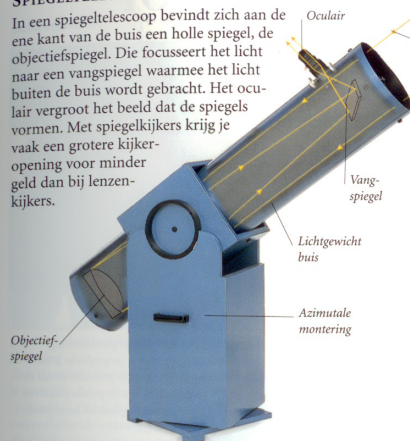 In een spiegeltelescoop bevindt zich aan de
ene kant van de buis een holle spiegel, de
objectiefspiegel. Die focusseert het licht
naar een vangspiegel waarmee het licht
buiten de buis wordt gebracht. Het ocu-
lair vergroot het beeld dat de spiegels
vormen. Met spiegelkijkers krijg je
vaak een grotere kijker-
opening voor minder
geld dan bij lenzen-
kijkers.
Oculair
Vang-
spiegel
Lichtgewicht
buis
Azimutale
montering
Objectief-
spiegel